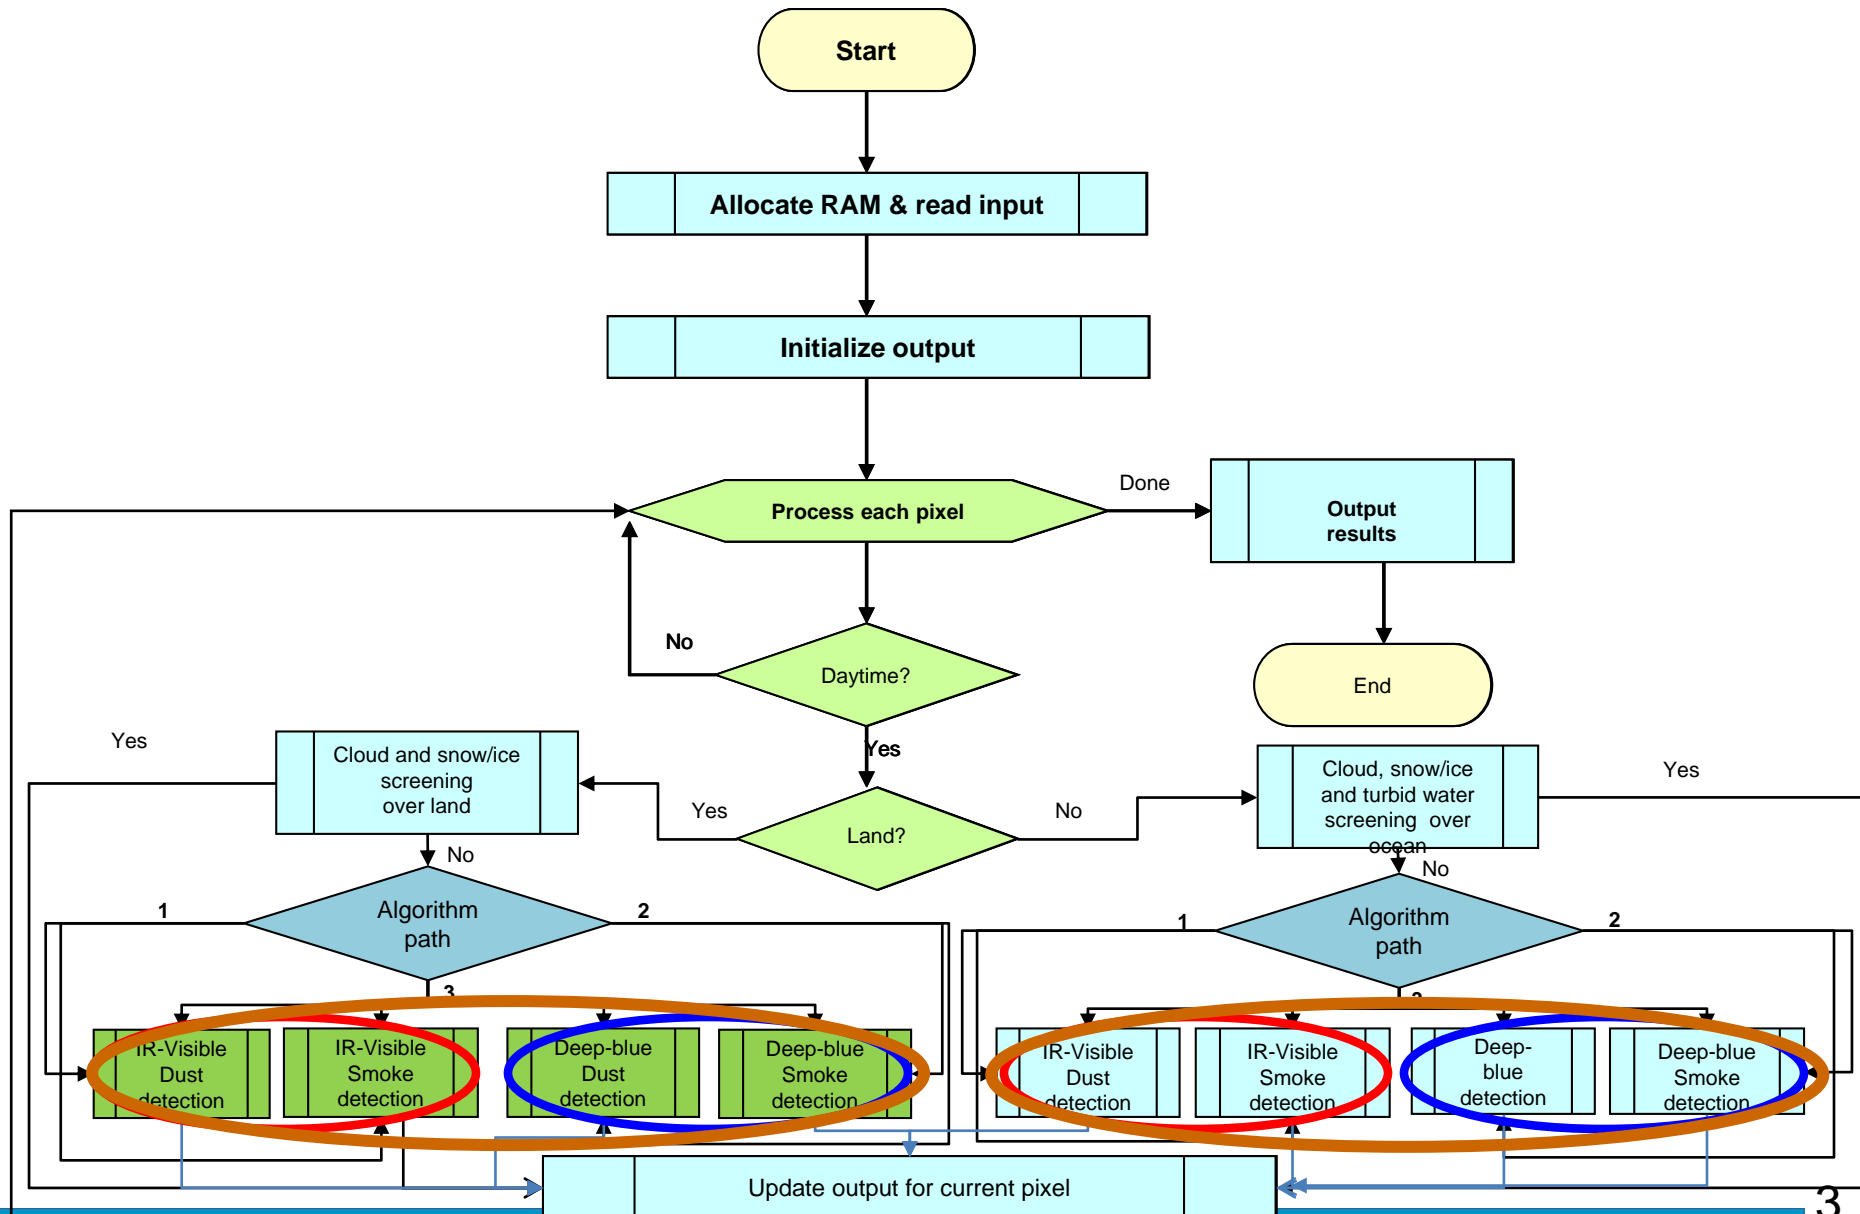 Start
Allocate RAM & read input
Initialize output
Process each pixel
Done
Output
results
No
Daytime?
End
Yes
Yes
Cloud and snow/ice
screening
over land
Yes
Land?
No
Cloud, snow/ice
and turbid water
screening over
ocean
Yes
No
No
1
Algorithm
path
2
3
1
Algorithm
path
2
IR-Visible
Dust
detection
IR-Visible
Smoke
detection
Deep-blue
Dust
detection
Deep-blue
Smoke
detection
IR-Visible
Dust
detection
IR-Visible
Smoke
detection
Deep-
blue
detection
Deep-blue
Smoke
detection
Update output for current pixel
3